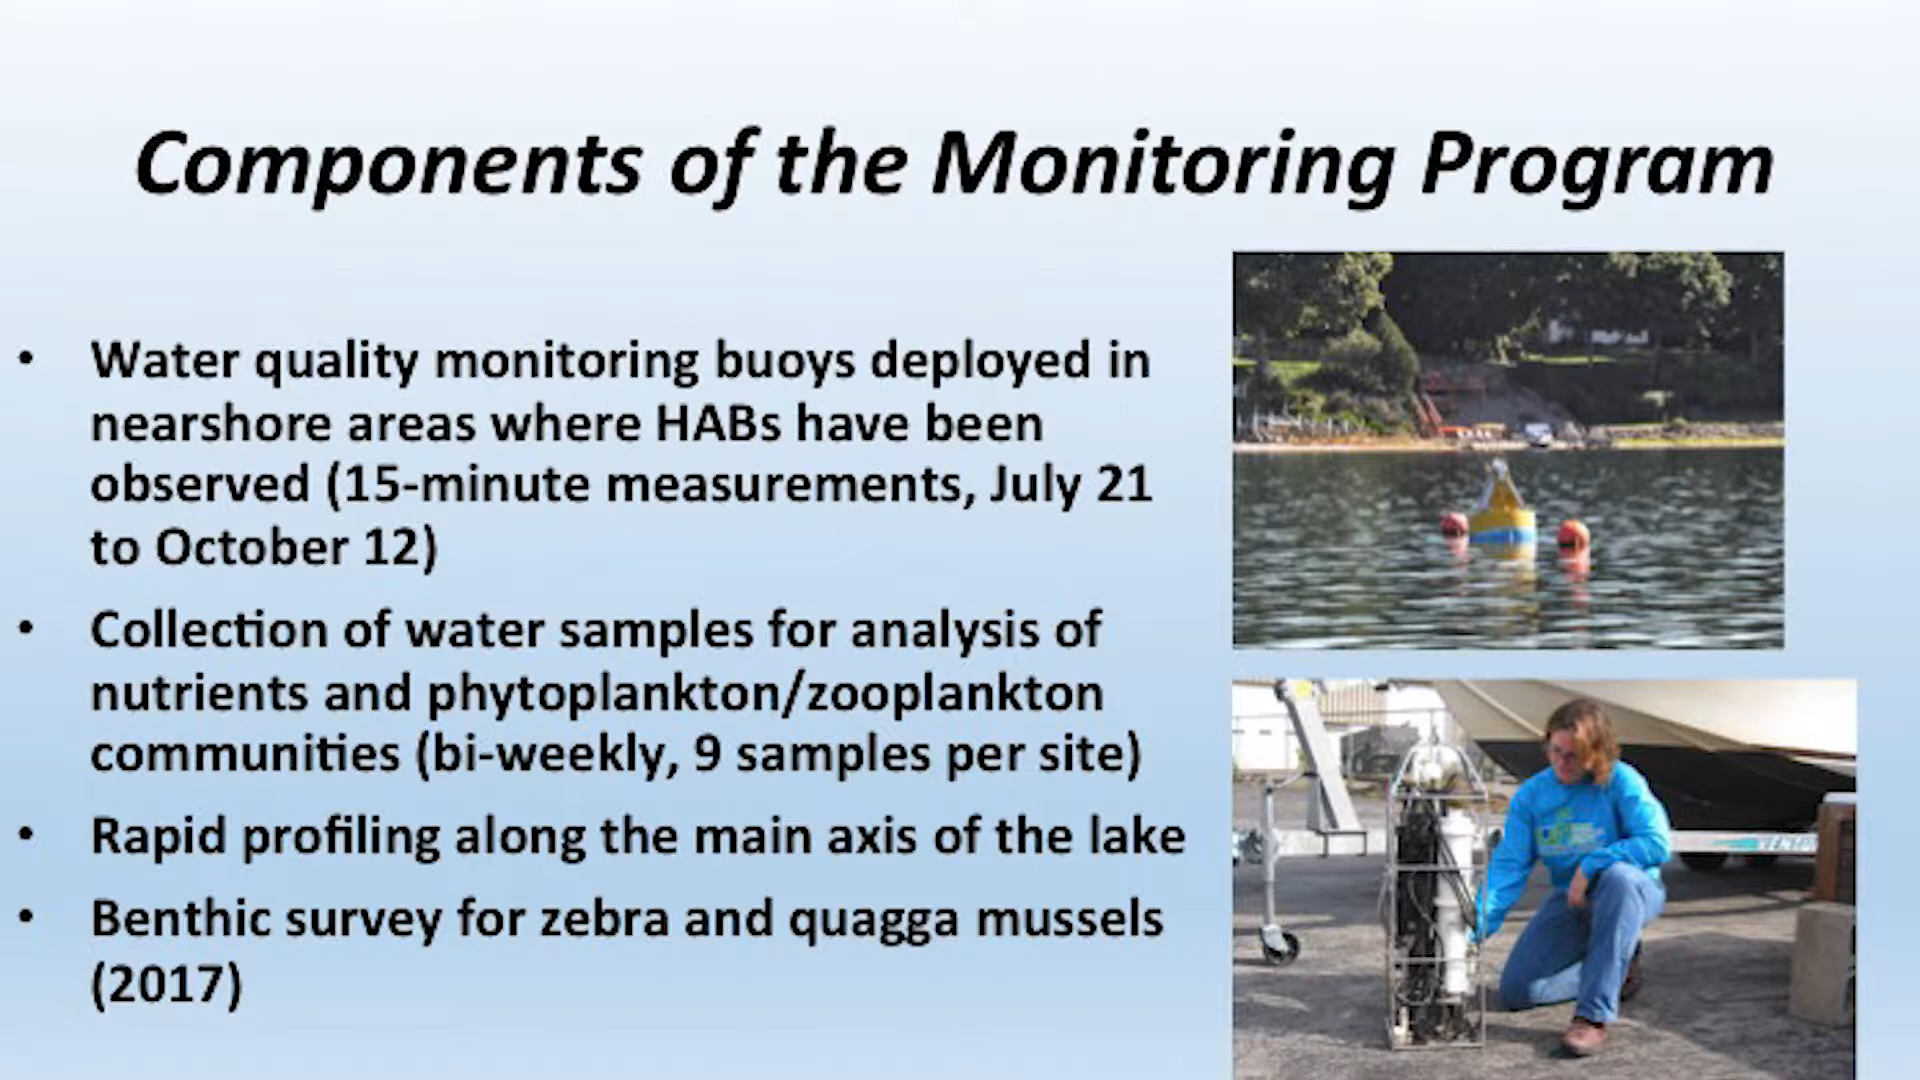 Components of the Monitoring Program
• Water quality monitoring buoys deployed in
nearshore areas where HABs have been
observed (15-minute measurements, July 21
to October 12)
• Collection of water samples for analysis of
nutrients and phytoplankton/zooplankton
communities (bi-weekly, 9 samples per site)
• Rapid profiling along the main axis of the lake
• Benthic survey for zebra and quagga mussels
(2017)